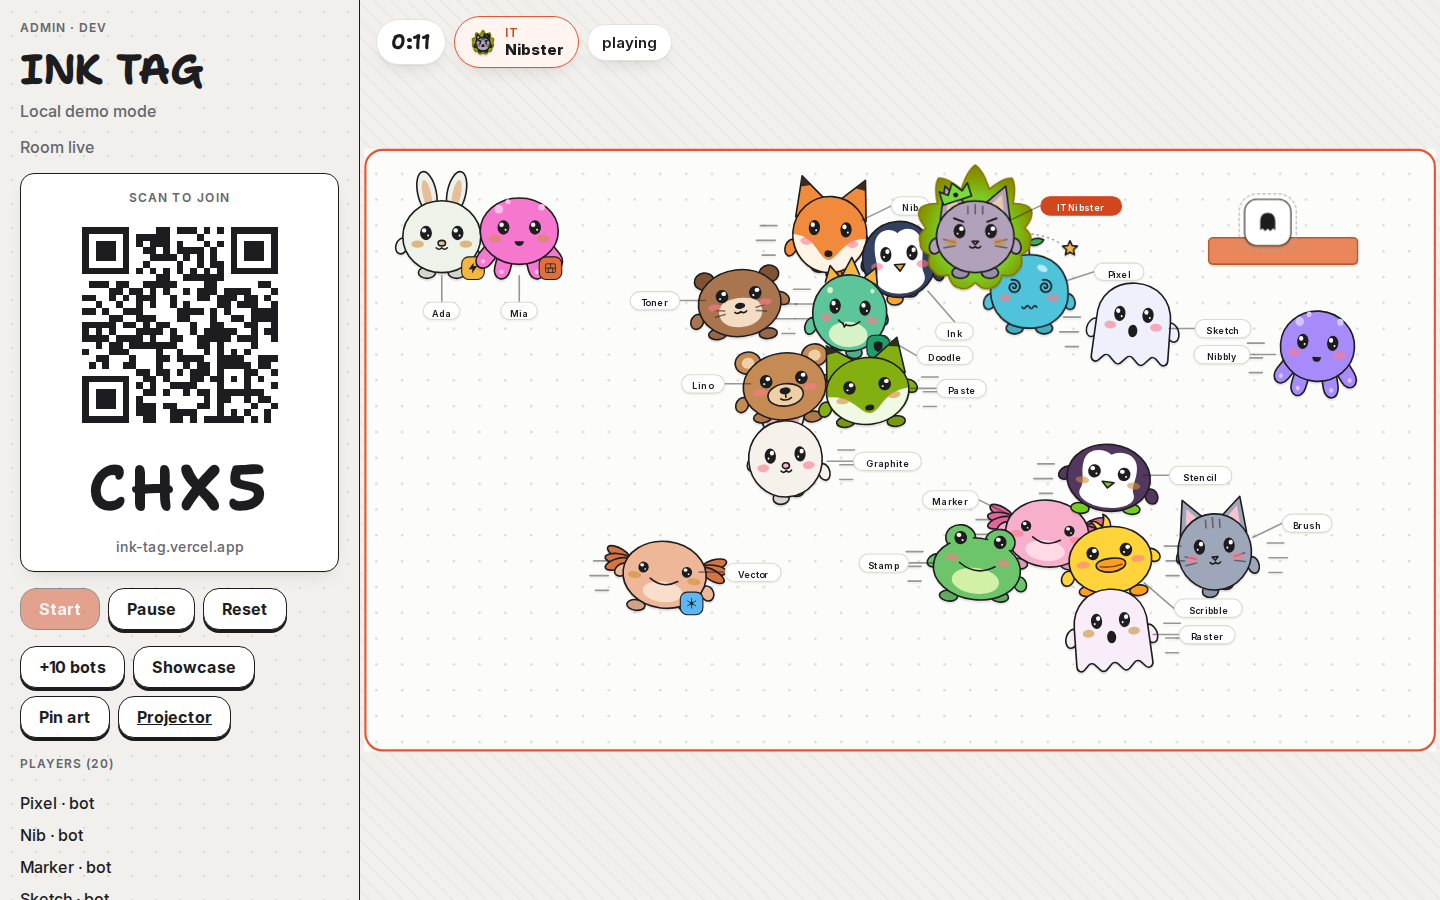 ADMIN · DEV
INK TAG
Local demo mode
Room live
SCAN TO JOIN
CHX5
ink-tag.vercel.app
Start
Pause
Reset
+10 bots
Showcase
Pin art
Projector
PLAYERS (20)
Pixel · bot
Nib · bot
Marker · bot
Sketch · bot
0:11
IT
Nibster
playing
Nib
IT Nibster
Pixel
Toner
Ada
Mia
Ink
Sketch
Doodle
Nibbly
Lino
Paste
Graphite
Stencil
Marker
Brush
Stamp
Vector
Scribble
Raster